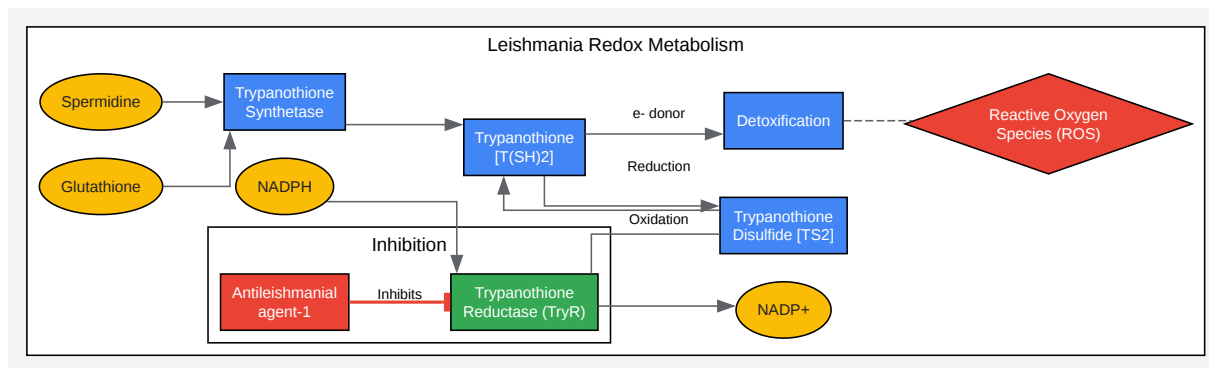 Leishmania Redox Metabolism
Spermidine
Trypanothione
Synthetase
Glutathione
NADPH
Trypanothione
[T(SH)2]
e- donor
Detoxification
Reactive Oxygen
Species (ROS)
Reduction
Oxidation
Trypanothione
Disulfide [TS2]
Inhibition
Antileishmanial
agent-1
Inhibits
Trypanothione
Reductase (TryR)
NADP+